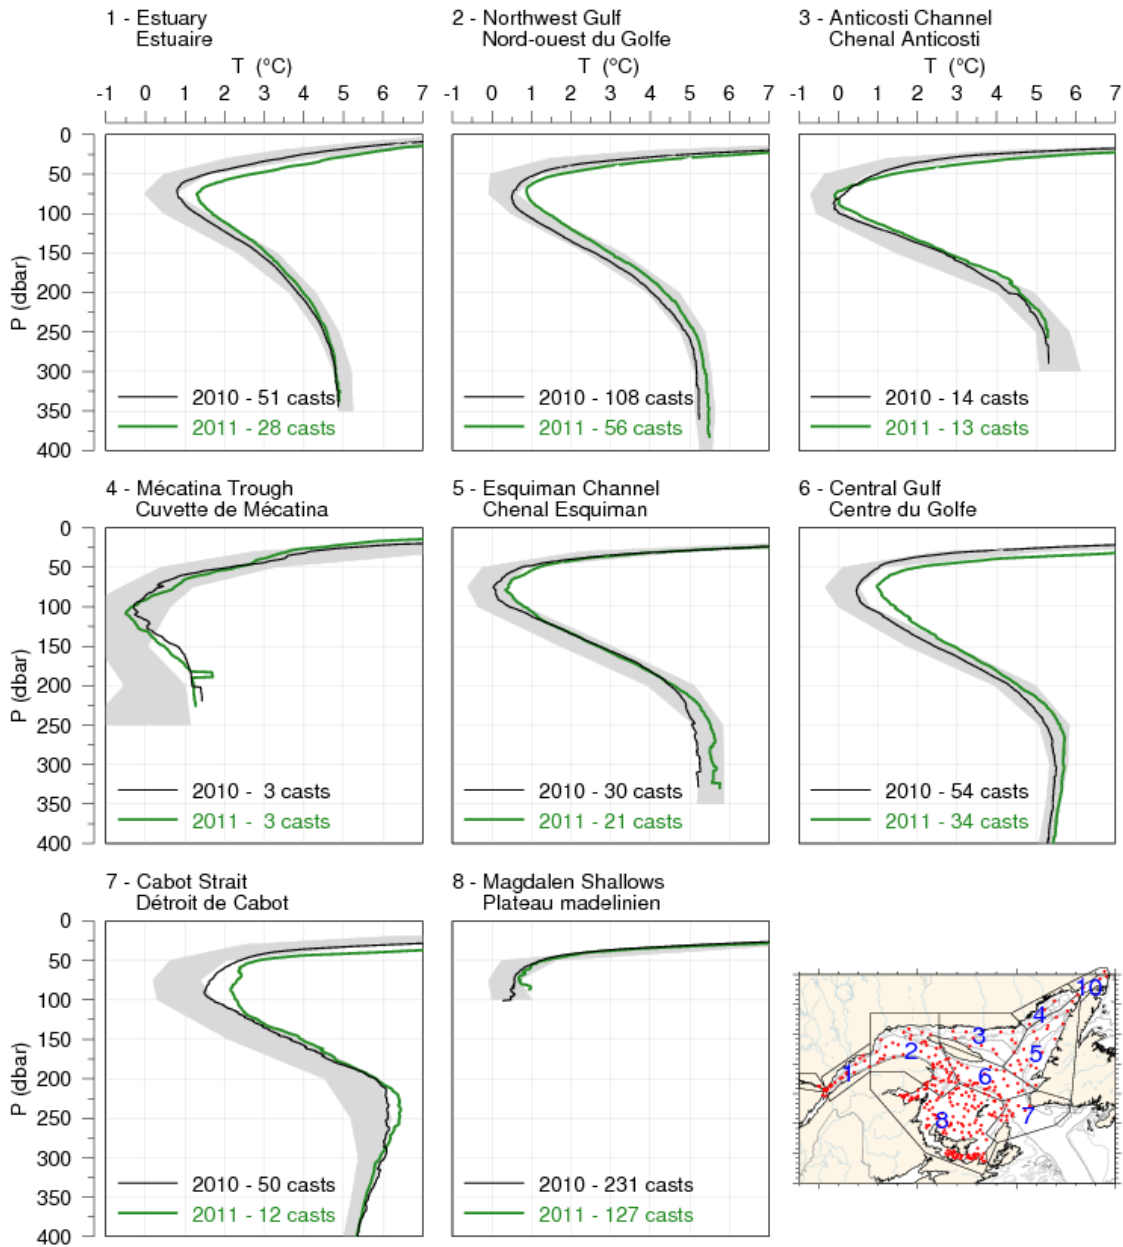 1 - Estuary
Estuaire
2 - Northwest Gulf
Nord-ouest du Golfe
3 - Anticosti Channel
Chenal Anticosti
T (°C)
T (°C)
T (°C)
-1 0 1 2 3 4 5 6 7
-1 0 1 2 3 4 5 6 7
-1 0 1 2 3 4 5 6 7
P (dbar)
0
50
100
150
200
250
300
350
400
2010 - 51 casts
2011 - 28 casts
2010 - 108 casts
2011 - 56 casts
2010 - 14 casts
2011 - 13 casts
4 - Mécatina Trough
Cuvette de Mécatina
5 - Esquiman Channel
Chenal Esquiman
6 - Central Gulf
Centre du Golfe
P (dbar)
0
50
100
150
200
250
300
350
400
2010 - 3 casts
2011 - 3 casts
2010 - 30 casts
2011 - 21 casts
2010 - 54 casts
2011 - 34 casts
7 - Cabot Strait
Détroit de Cabot
8 - Magdalen Shallows
Plateau madelinien
P (dbar)
0
50
100
150
200
250
300
350
400
2010 - 50 casts
2011 - 12 casts
2010 - 231 casts
2011 - 127 casts
10
4
3
2
5
1
6
7
8